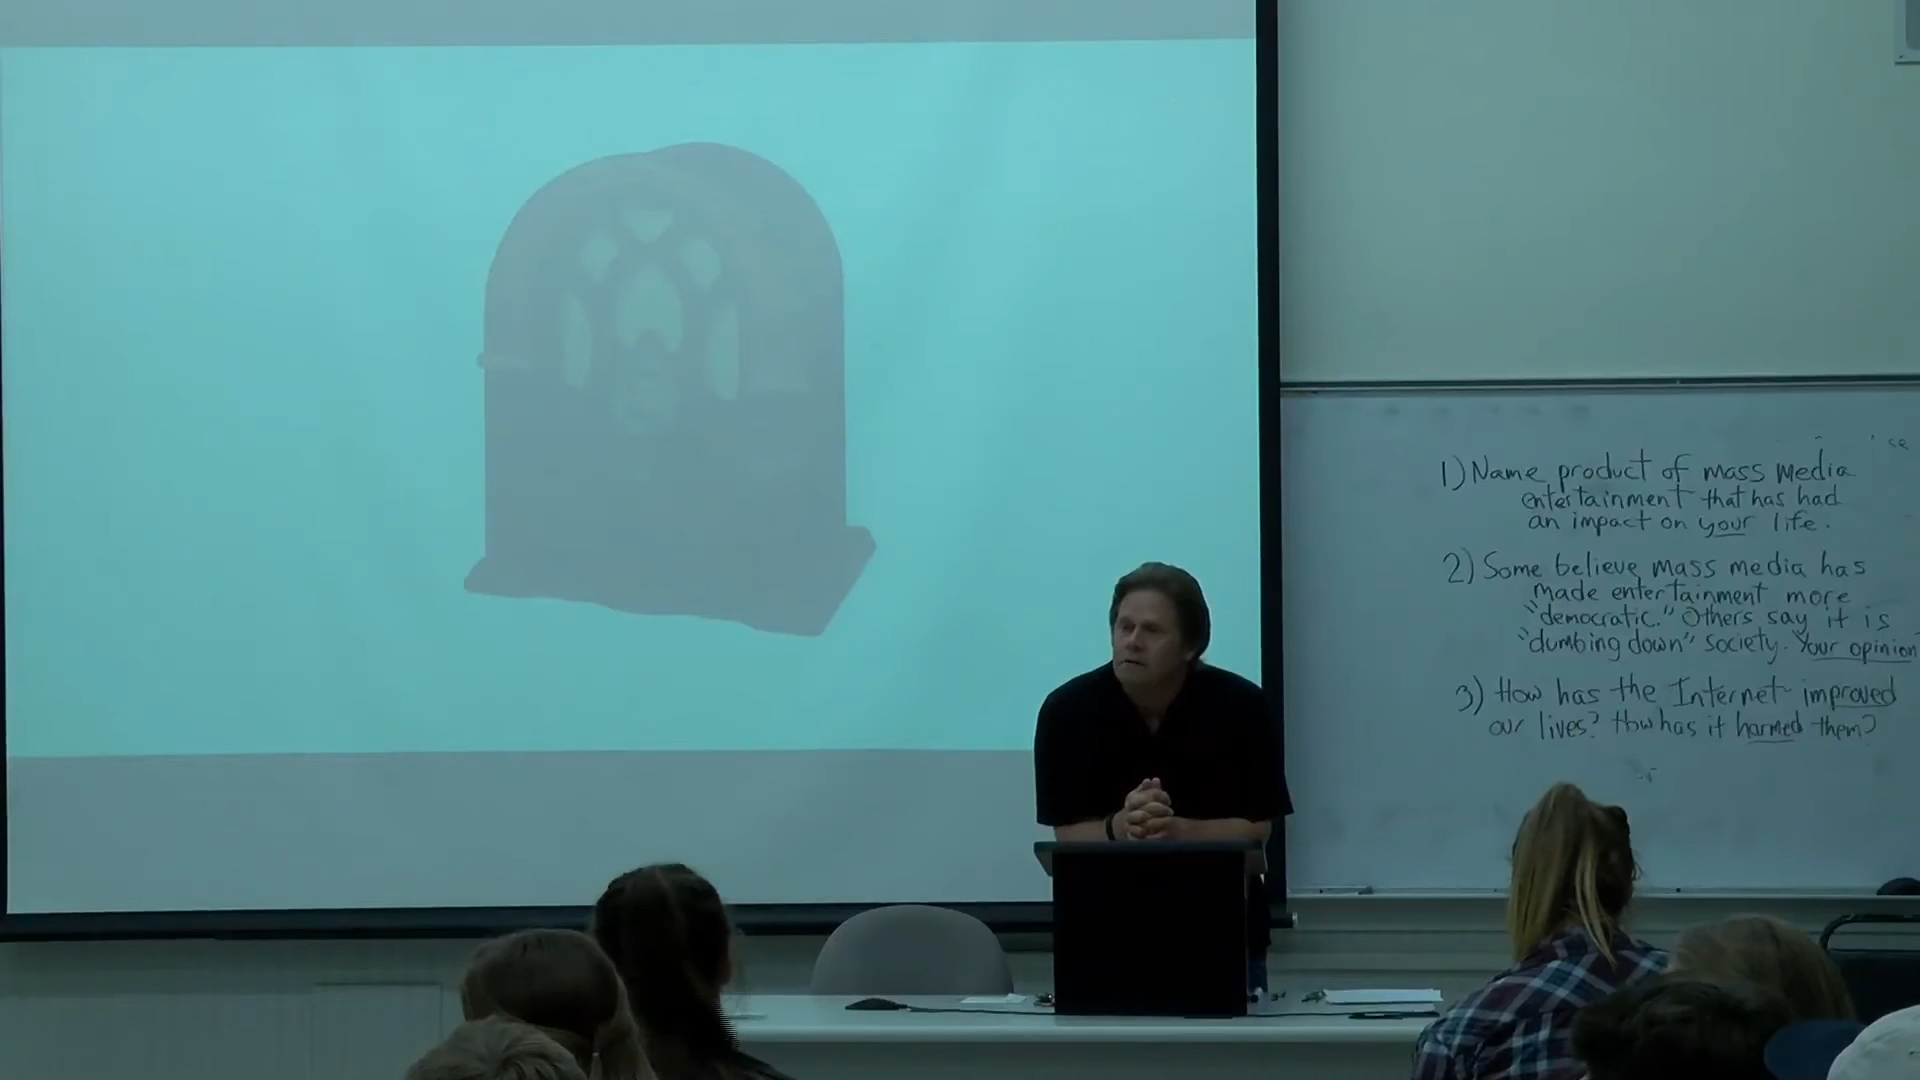 1) Name product of mass media
entertainment that has had
an impact on your life.
2) Some believe mass media has
made entertainment more
"democratic." Others say it is
"dumbing down" society. Your opinion
3) How has the Internet improved
our lives? How has it harmed them?